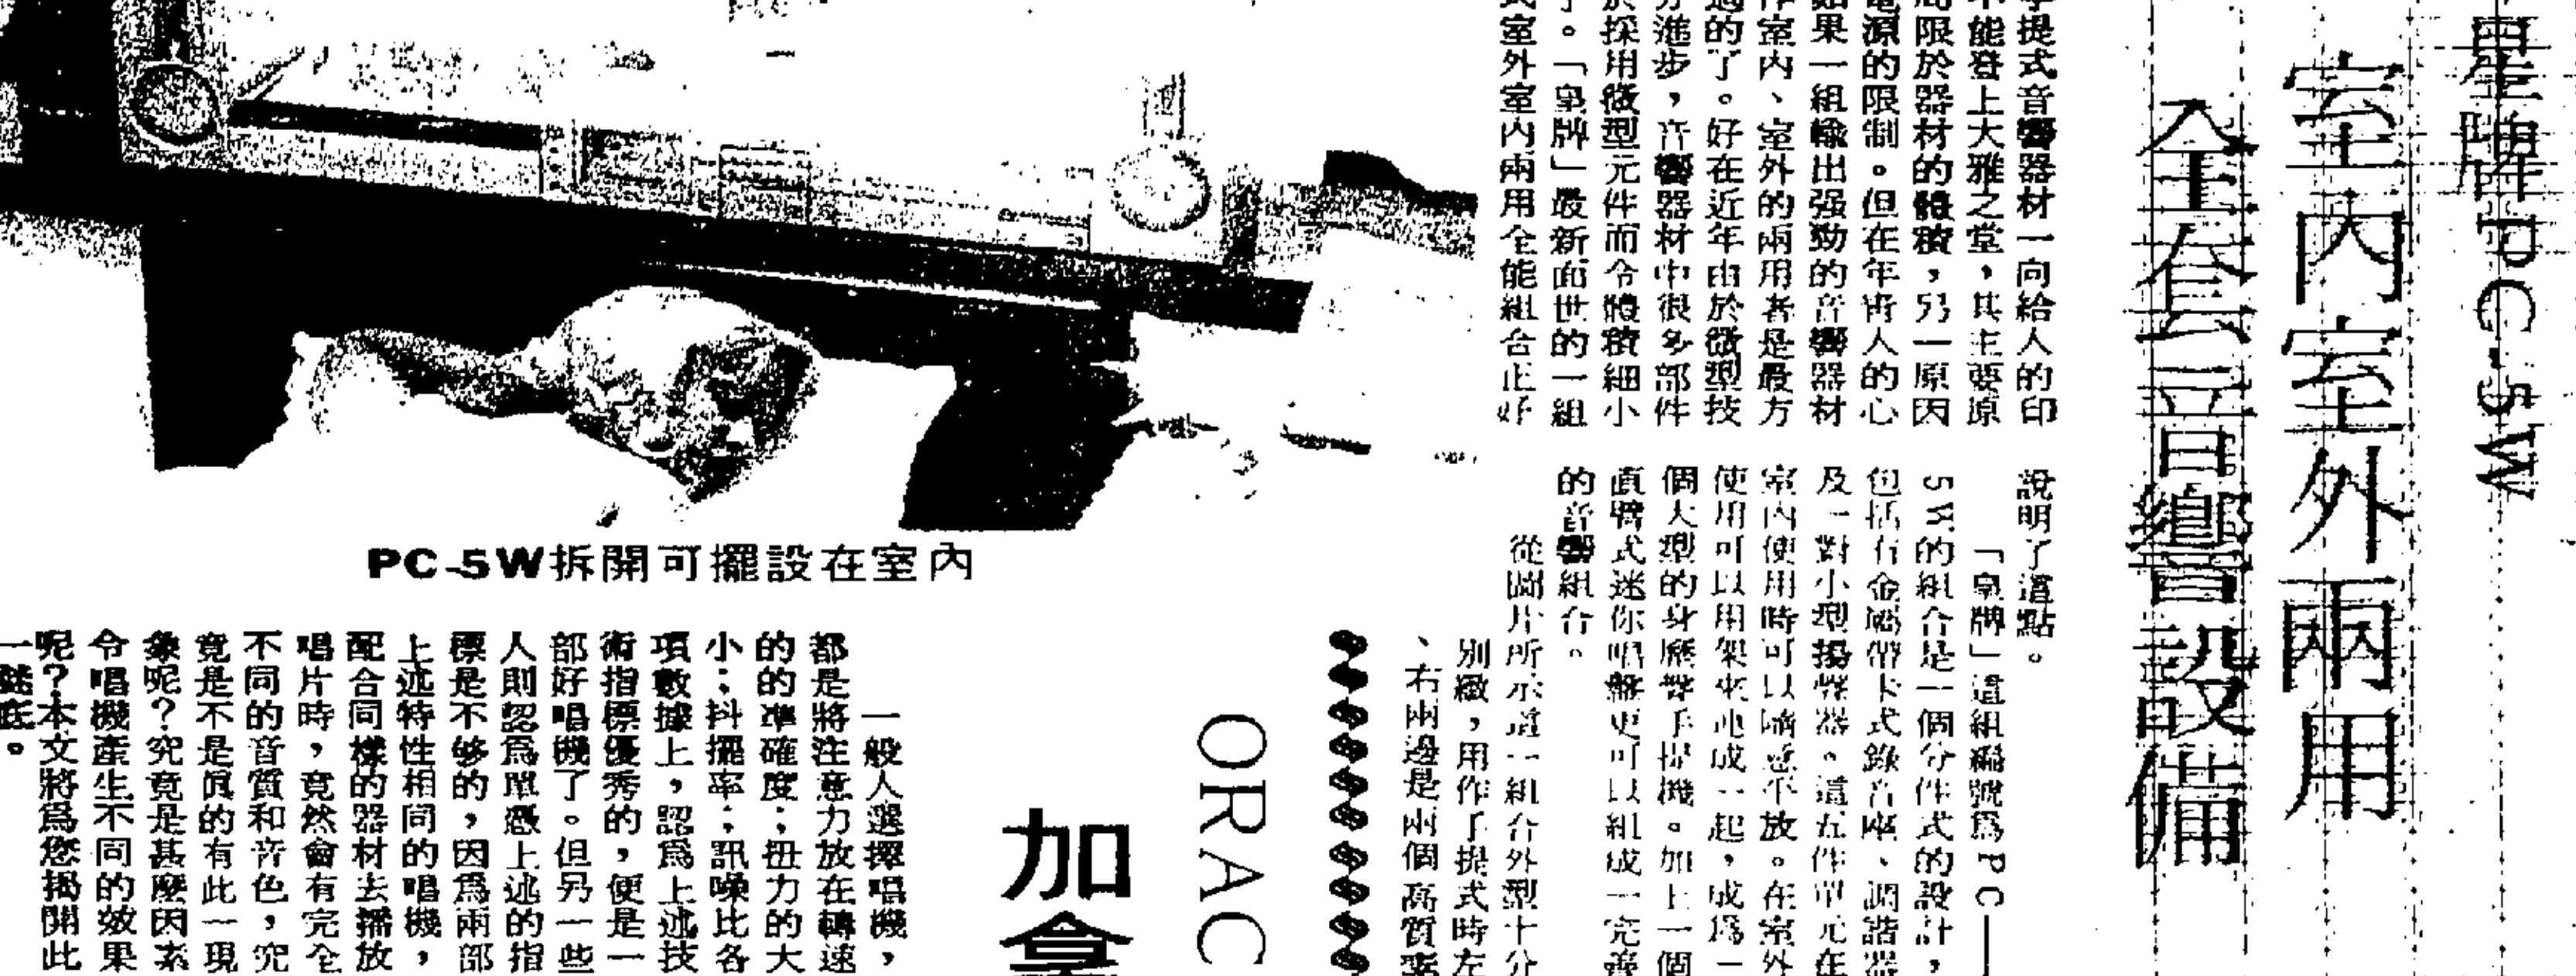 皇牌PC-5W
室內室外兩用
全套音響設備
手提式音響器材一向給人的印
不能登上大雅之堂，其主要原
局限於器材的體積，另一原因
電源的限制。但在年靑人的心
如果一組輸出强勁的音響器材
作室內、室外的兩用者是最方
過的了。好在近年由於微型技
進步，音響器材中很多部件
於採用微型元件而令體積細小
。「皇牌」最新面世的一組
式室外室內兩用全能組合正好
說明了這點。
「皇牌」這組編號爲PC—
5W的組合是一個分件式的設計，
包括有金屬帶卡式錄音座、調諧器
及一對小型揚聲器。這五件單元在
室內使用時可以隨意平放。在室外
使用可以用架來連成一起，成爲一
個大型的身歷聲手提機。加上一個
直臂式迷你唱盤更可以組成一完善
的音響組合。
從圖片所示這一組合外型十分
別緻，用作手提式時左
、右兩邊是兩個高質素
PC-5W拆開可擺設在室內
ORAC
加拿
一般人選擇唱機，
都是將注意力放在轉速
的的準確度；扭力的大
小；抖擺率；訊噪比各
項數據上，認爲上述技
術指標優秀的，便是一
部好唱機了。但另一些
人則認爲單憑上述的指
標是不够的，因爲兩部
上述特性相同的唱機，
配合同樣的器材去播放
唱片時，竟然會有完全
不同的音質和音色，究
竟是不是眞的有此一現
象呢？究竟是甚麼因素
令唱機產生不同的效果
呢？本文將爲您揭開此
一謎底。